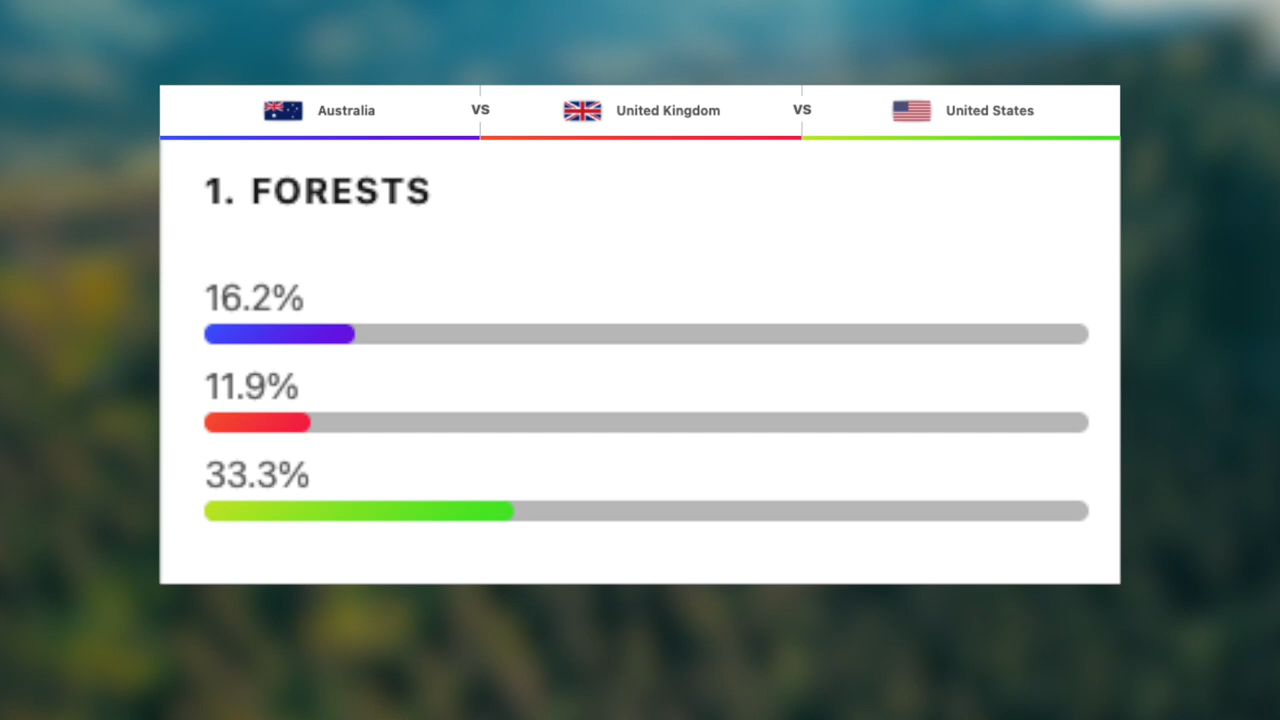 Australia VS United Kingdom VS United States
1. FORESTS
16.2%
11.9%
33.3%